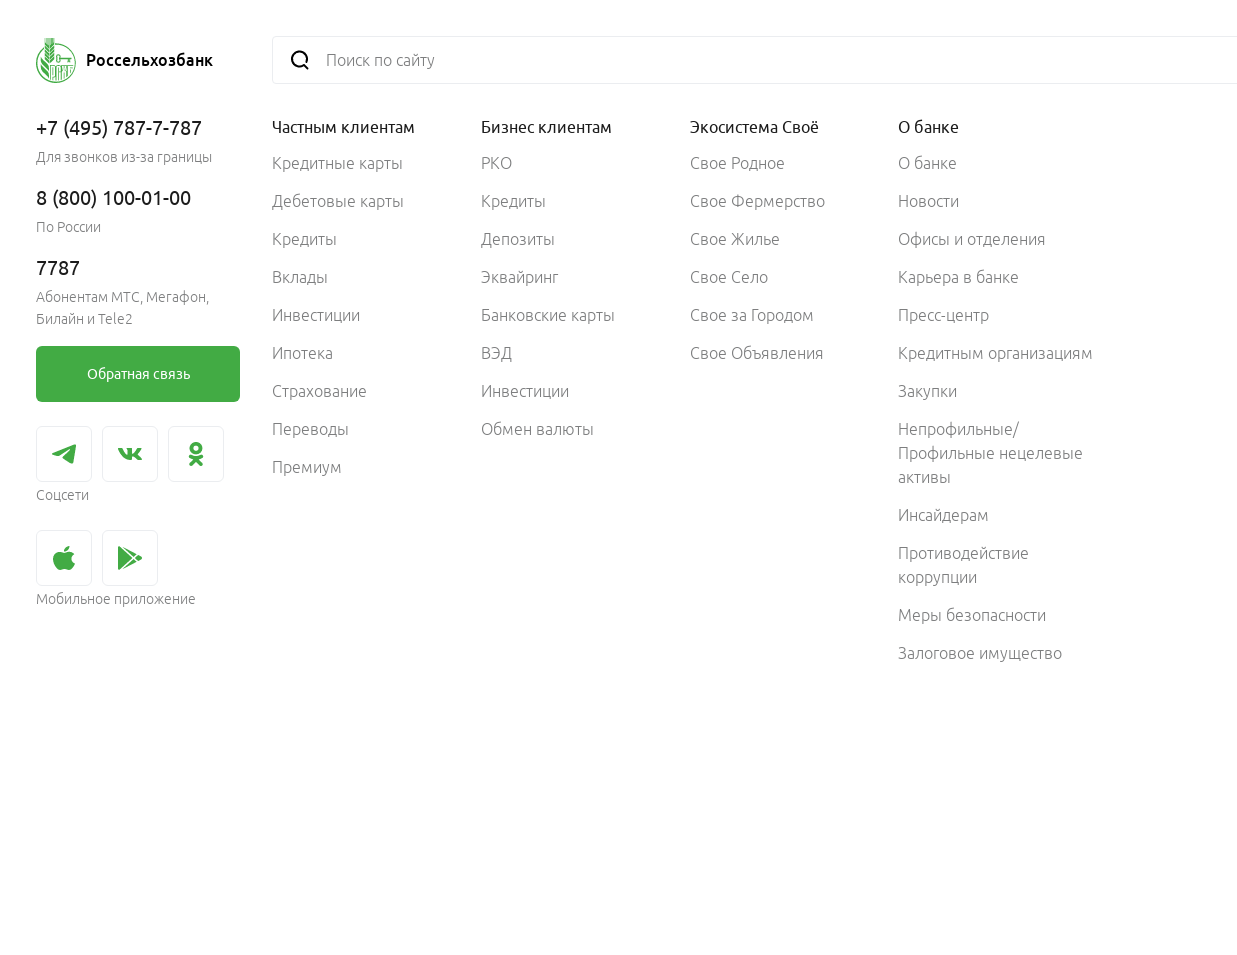 Россельхозбанк
Поиск по сайту
+7 (495) 787-7-787
Для звонков из-за границы
8 (800) 100-01-00
По России
7787
Абонентам МТС, Мегафон,
Билайн и Tele2
Обратная связь
Соцсети
Мобильное приложение
Частным клиентам
Кредитные карты
Дебетовые карты
Кредиты
Вклады
Инвестиции
Ипотека
Страхование
Переводы
Премиум
Бизнес клиентам
РКО
Кредиты
Депозиты
Эквайринг
Банковские карты
ВЭД
Инвестиции
Обмен валюты
Экосистема Своё
Свое Родное
Свое Фермерство
Свое Жилье
Свое Село
Свое за Городом
Свое Объявления
О банке
О банке
Новости
Офисы и отделения
Карьера в банке
Пресс-центр
Кредитным организациям
Закупки
Непрофильные/
Профильные нецелевые
активы
Инсайдерам
Противодействие
коррупции
Меры безопасности
Залоговое имущество